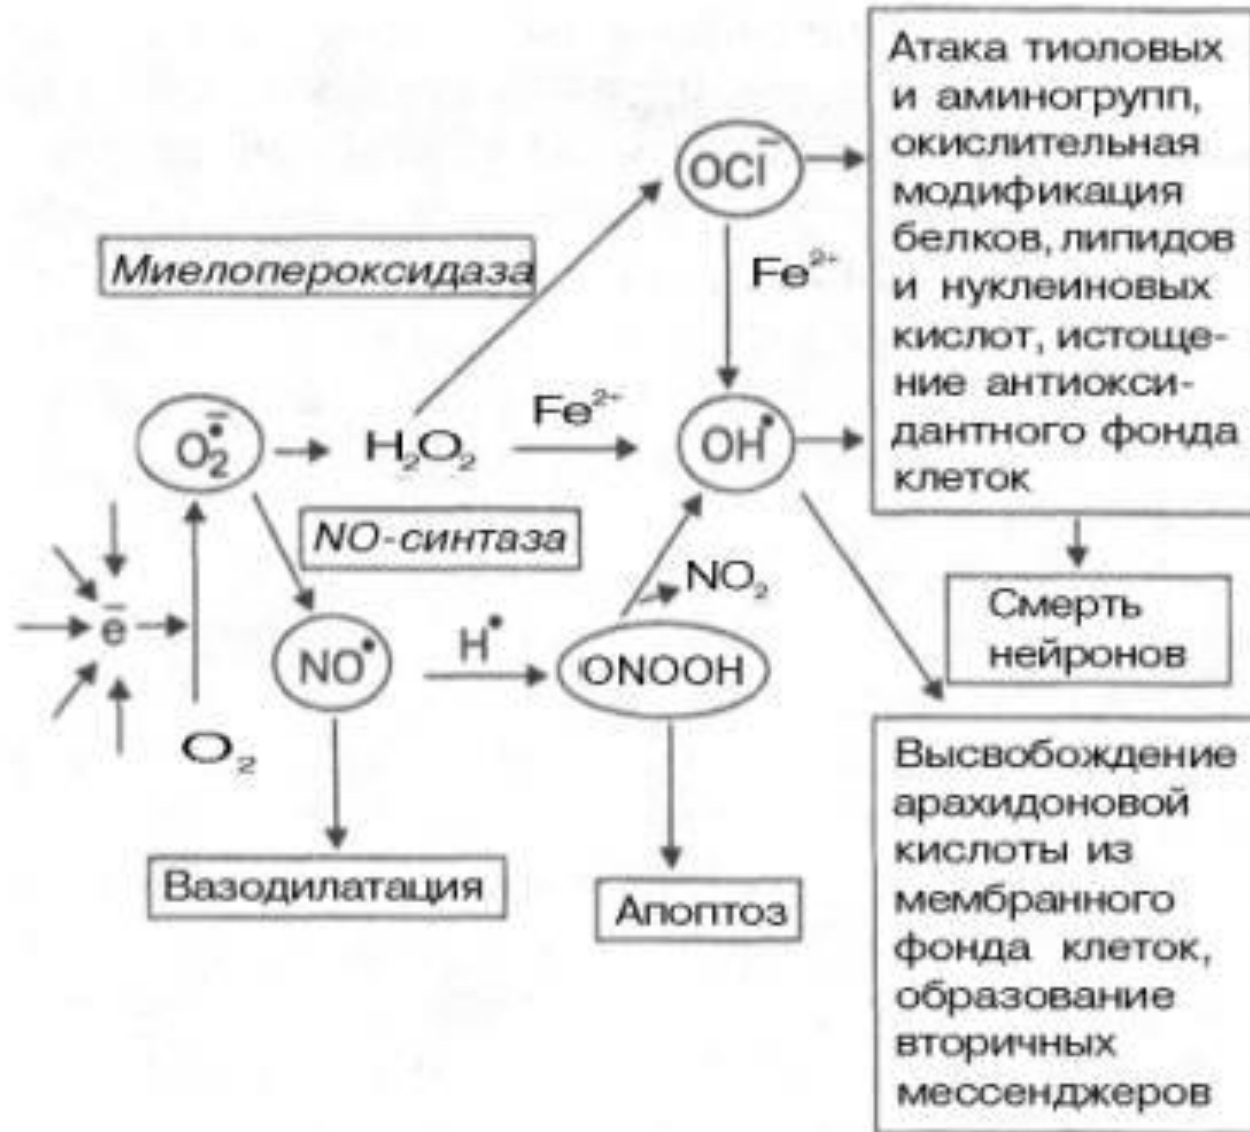 Атака тиоловых
и аминогрупп,
окислительная
модификация
белков, липидов
и нуклеиновых
кислот, истоще-
ние антиокси-
дантного фонда
клеток
OCl⁻
Миелопероксидаза
Fe²⁺
O₂•⁻
H₂O₂
Fe²⁺
OH•
NO-синтаза
NO₂
Смерть
нейронов
e⁻
NO•
H•
ONOOH
O₂
Высвобождение
арахидоновой
кислоты из
мембранного
фонда клеток,
образование
вторичных
мессенджеров
Вазодилатация
Апоптоз